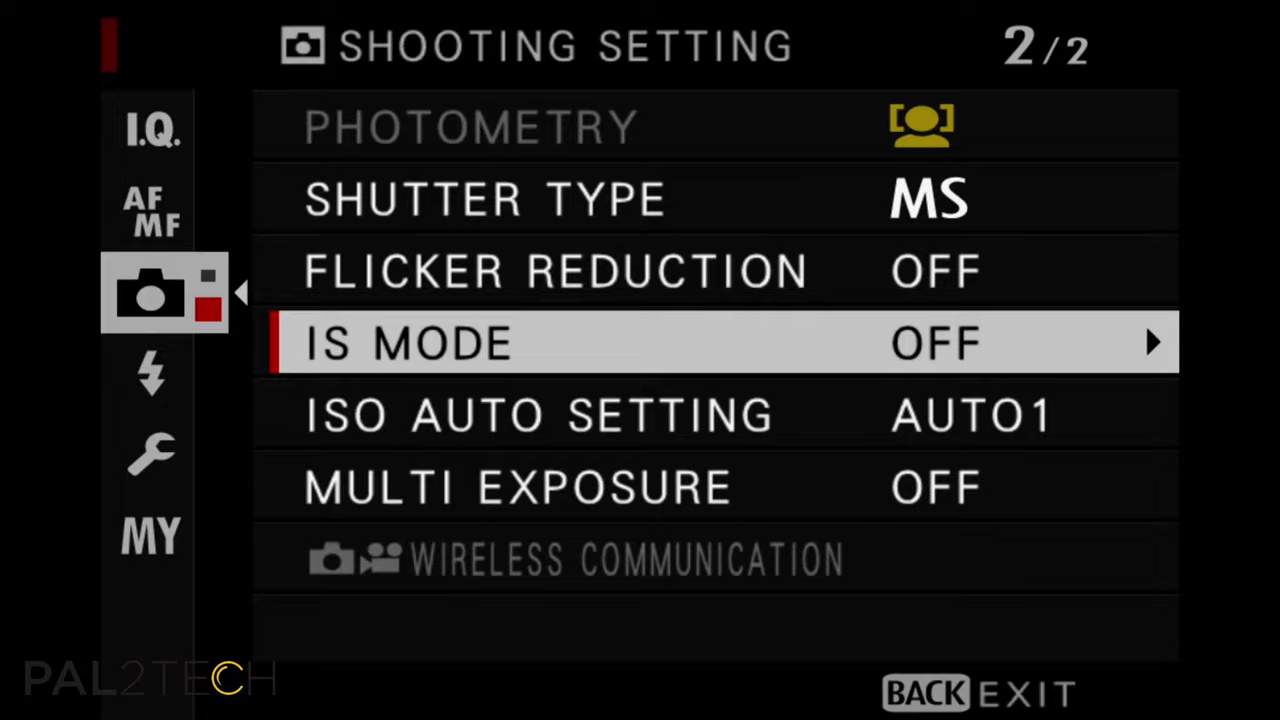 SHOOTING SETTING 2/2
I.Q.
PHOTOMETRY
AF
MF
SHUTTER TYPE MS
FLICKER REDUCTION OFF
IS MODE OFF
ISO AUTO SETTING AUTO1
MULTI EXPOSURE OFF
MY
WIRELESS COMMUNICATION
PAL2TECH
BACK EXIT